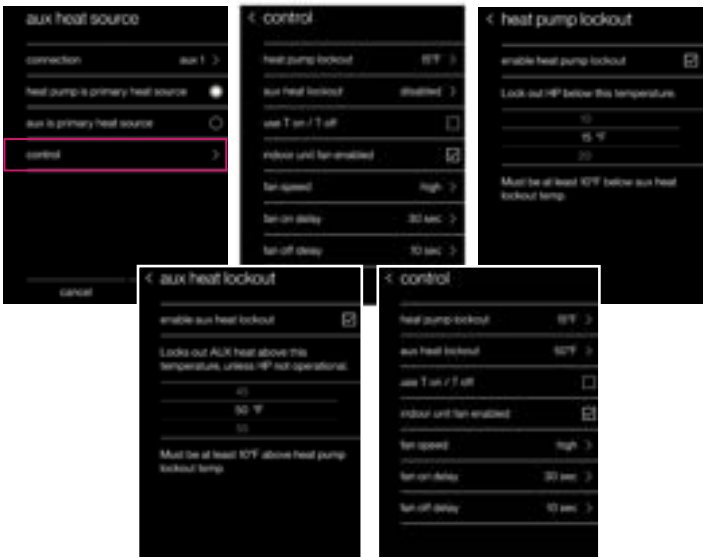 aux heat source
connection aux 1 >
heat pump is primary heat source
aux is primary heat source
control >
cancel
< control
heat pump lockout 15°F >
aux heat lockout disabled >
use T on / T off
indoor unit fan enabled
fan speed high >
fan on delay 30 sec >
fan off delay 10 sec >
< heat pump lockout
enable heat pump lockout
Lock out HP below this temperature.
10
15 °F
20
Must be at least 10°F below aux heat
lockout temp.
< aux heat lockout
enable aux heat lockout
Locks out AUX heat above this
temperature, unless HP not operational.
45
50 °F
55
Must be at least 10°F above heat pump
lockout temp.
< control
heat pump lockout 15°F >
aux heat lockout 50°F >
use T on / T off
indoor unit fan enabled
fan speed high >
fan on delay 30 sec >
fan off delay 10 sec >